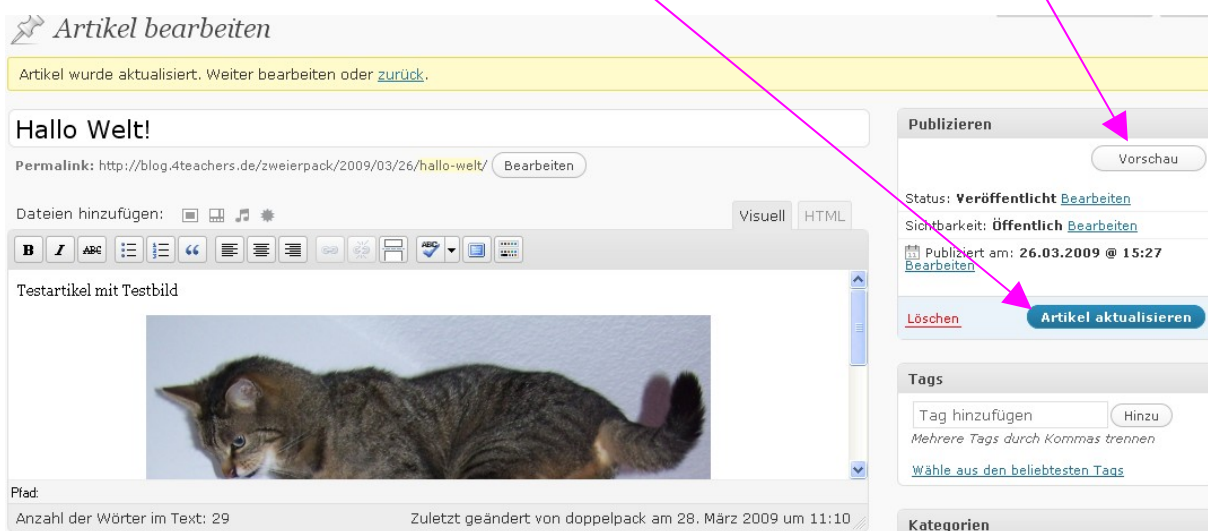 Artikel bearbeiten
Artikel wurde aktualisiert. Weiter bearbeiten oder zurück.
Hallo Welt!
Permalink: http://blog.4teachers.de/zweierpack/2009/03/26/hallo-welt/ Bearbeiten
Dateien hinzufügen:
Visuell HTML
B I ABC ABC
Testartikel mit Testbild
Pfad:
Anzahl der Wörter im Text: 29 Zuletzt geändert von doppelpack am 28. März 2009 um 11:10
Publizieren
Vorschau
Status: Veröffentlicht Bearbeiten
Sichtbarkeit: Öffentlich Bearbeiten
Publiziert am: 26.03.2009 @ 15:27
Bearbeiten
Löschen Artikel aktualisieren
Tags
Tag hinzufügen Hinzu
Mehrere Tags durch Kommas trennen
Wähle aus den beliebtesten Tags
Kategorien